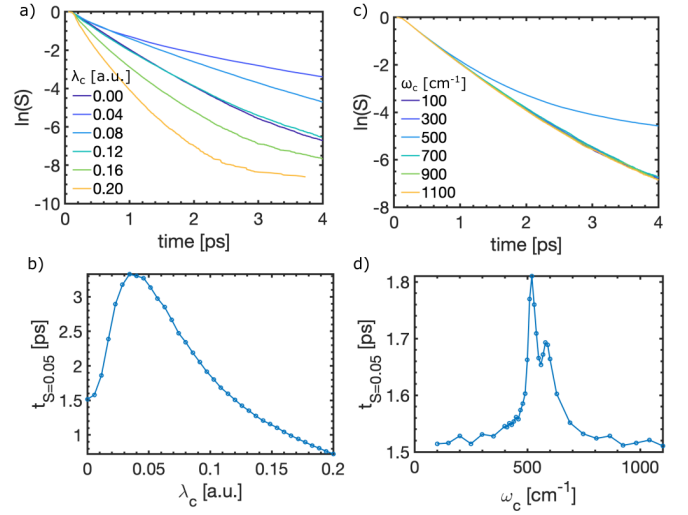 a)
ln(S)
0
-2
-4
-6
-8
-10
λc [a.u.]
0.00
0.04
0.08
0.12
0.16
0.20
0 1 2 3 4
time [ps]
c)
ln(S)
0
-2
-4
-6
-8
ωc [cm-1]
100
300
500
700
900
1100
0 1 2 3 4
time [ps]
b)
tS=0.05 [ps]
3
2.5
2
1.5
1
0 0.05 0.1 0.15 0.2
λc [a.u.]
d)
tS=0.05 [ps]
1.8
1.7
1.6
1.5
0 500 1000
ωc [cm-1]